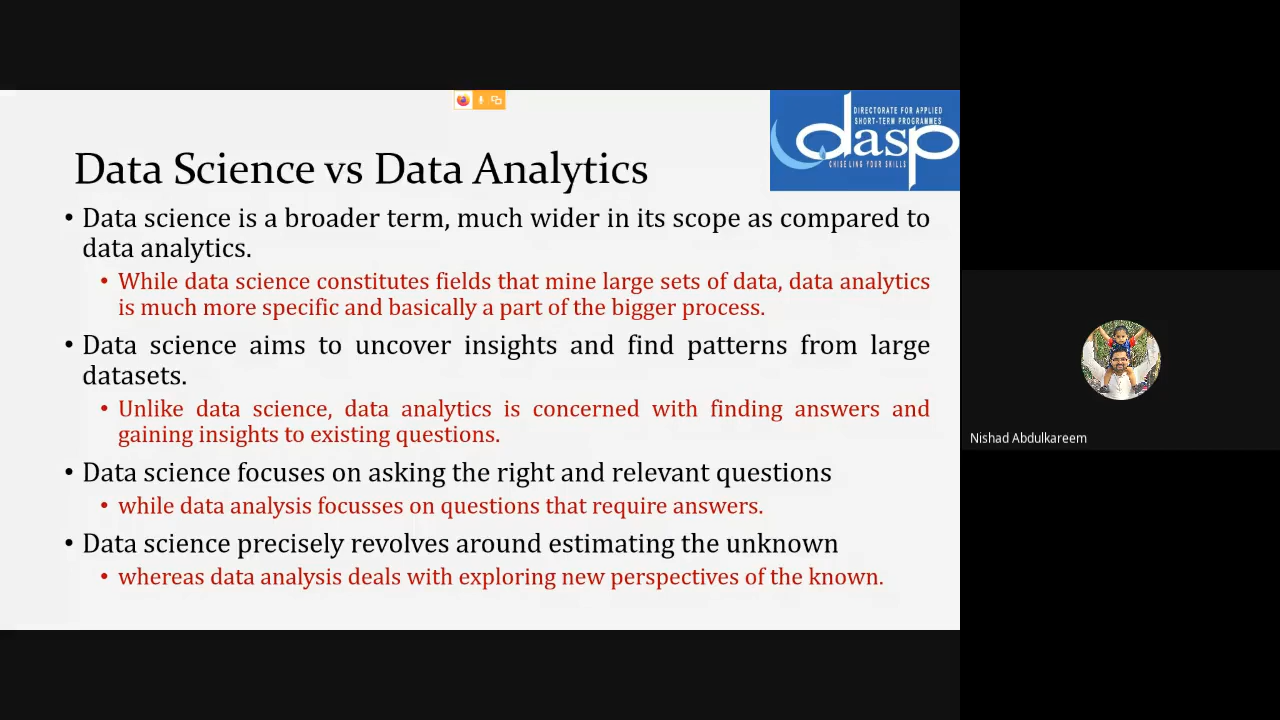 DIRECTORATE FOR APPLIED
SHORT-TERM PROGRAMMES
dasp
CHISELING YOUR SKILLS
Data Science vs Data Analytics
• Data science is a broader term, much wider in its scope as compared to
data analytics.
• While data science constitutes fields that mine large sets of data, data analytics
is much more specific and basically a part of the bigger process.
• Data science aims to uncover insights and find patterns from large
datasets.
• Unlike data science, data analytics is concerned with finding answers and
gaining insights to existing questions.
• Data science focuses on asking the right and relevant questions
• while data analysis focusses on questions that require answers.
• Data science precisely revolves around estimating the unknown
• whereas data analysis deals with exploring new perspectives of the known.
Nishad Abdulkareem